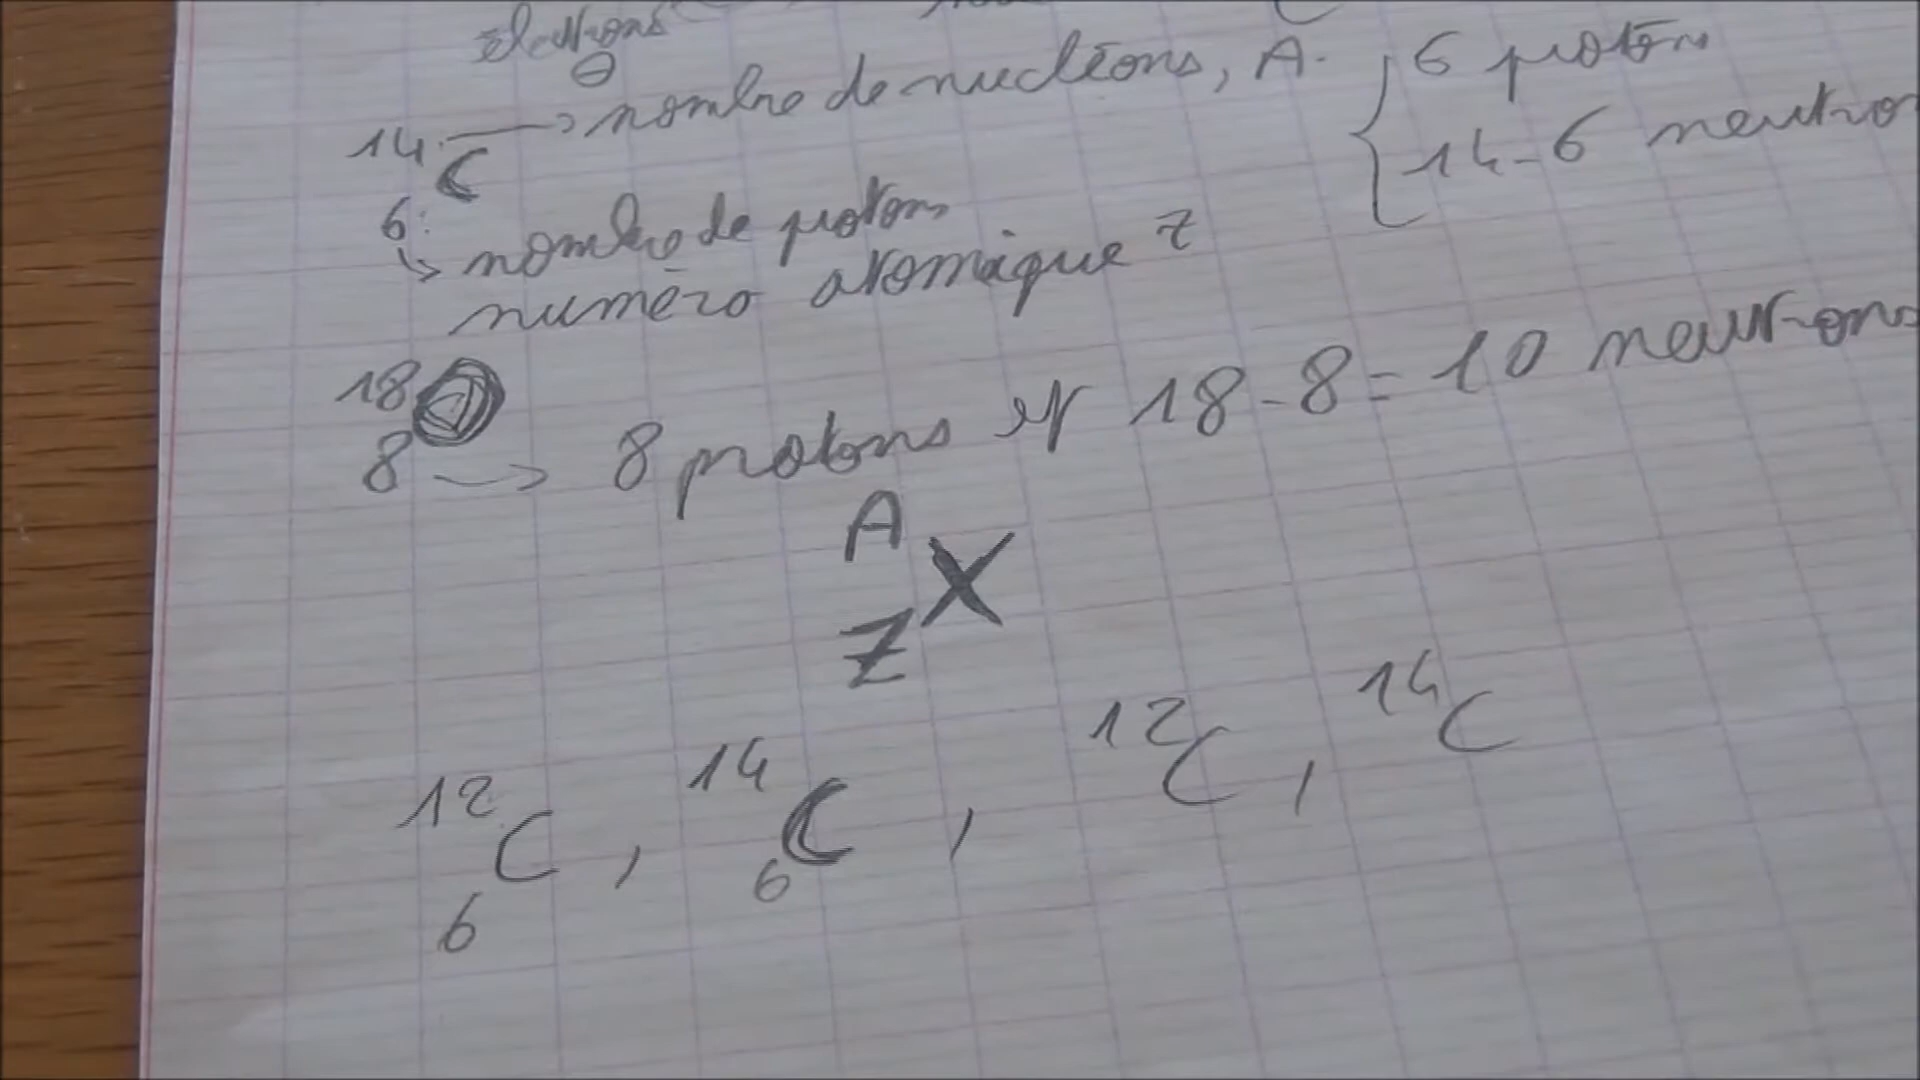 électrons
⊖
14 C → nombre de nucléons, A. { 6 protons
14-6 neutron
6 ↳ nombre de protons
numéro atomique Z
18 O
8 → 8 protons et 18-8 = 10 neutrons
A
X
Z
12 C, 14 C, 12 C, 14 C
6 6